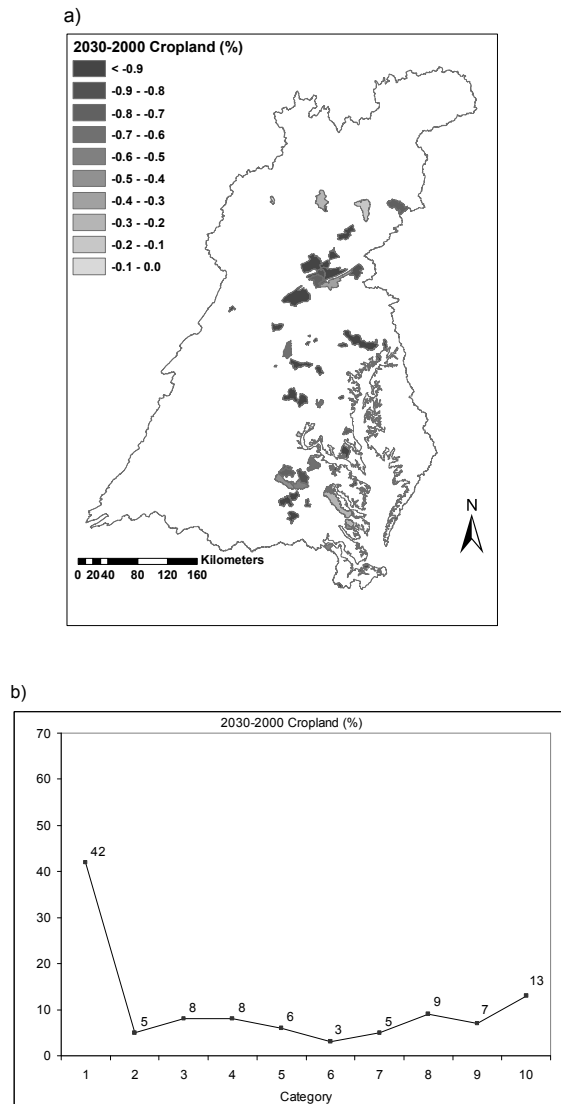 a)
2030-2000 Cropland (%)
< -0.9
-0.9 - -0.8
-0.8 - -0.7
-0.7 - -0.6
-0.6 - -0.5
-0.5 - -0.4
-0.4 - -0.3
-0.3 - -0.2
-0.2 - -0.1
-0.1 - 0.0
N
Kilometers
0 20 40 80 120 160
b)
2030-2000 Cropland (%)
70
60
50
40
30
20
10
0
42
5
8
8
6
3
5
9
7
13
1 2 3 4 5 6 7 8 9 10
Category